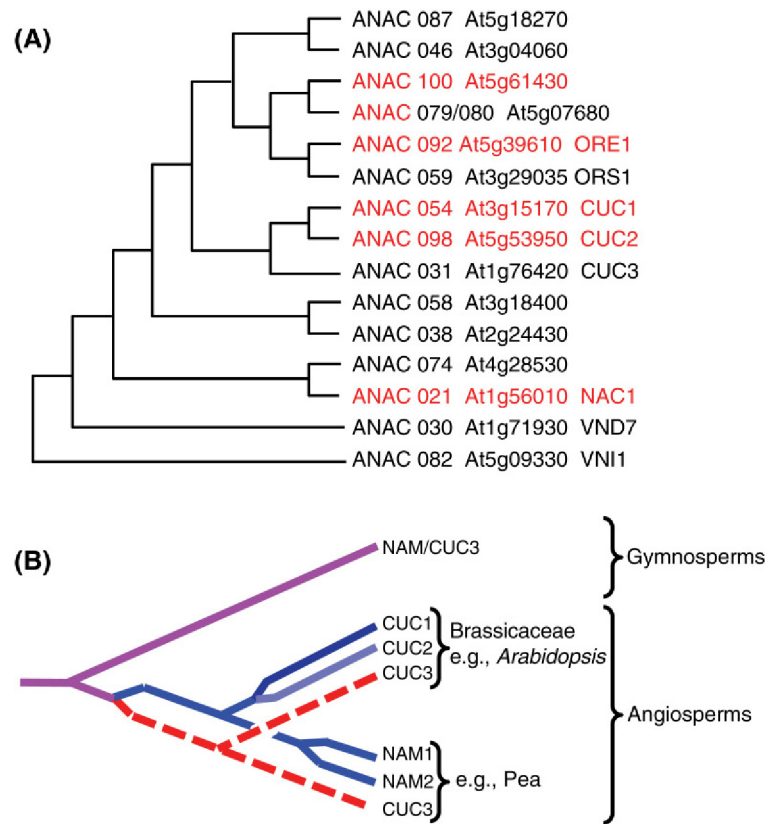 (A)
ANAC 087 At5g18270
ANAC 046 At3g04060
ANAC 100 At5g61430
ANAC 079/080 At5g07680
ANAC 092 At5g39610 ORE1
ANAC 059 At3g29035 ORS1
ANAC 054 At3g15170 CUC1
ANAC 098 At5g53950 CUC2
ANAC 031 At1g76420 CUC3
ANAC 058 At3g18400
ANAC 038 At2g24430
ANAC 074 At4g28530
ANAC 021 At1g56010 NAC1
ANAC 030 At1g71930 VND7
ANAC 082 At5g09330 VNI1
(B)
NAM/CUC3
Gymnosperms
CUC1
CUC2
CUC3
Brassicaceae
e.g., Arabidopsis
Angiosperms
NAM1
NAM2
CUC3
e.g., Pea